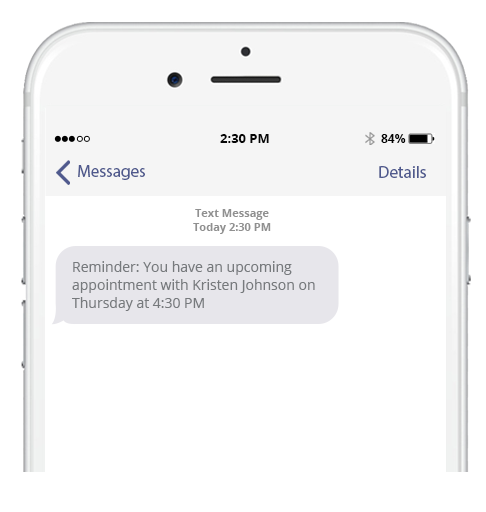 2:30 PM
84%
Messages
Details
Text Message
Today 2:30 PM
Reminder: You have an upcoming
appointment with Kristen Johnson on
Thursday at 4:30 PM